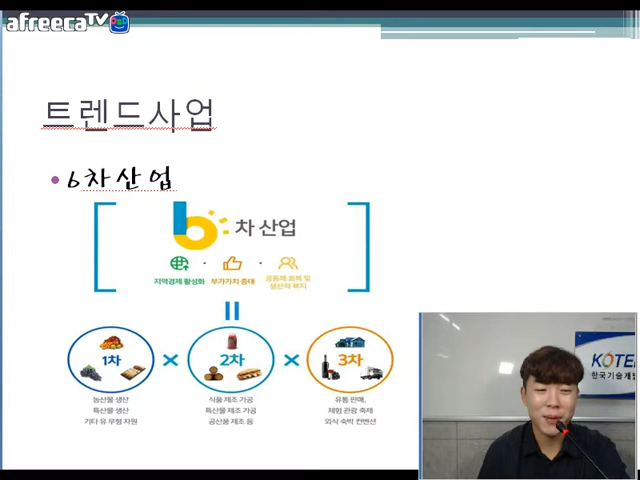 afreecaTV
트렌드사업
• 6차산업
6차 산업
지역경제 활성화 · 부가가치 증대 · 공동체 회복 및 생산적 복지
1차 × 2차 × 3차
농산물 생산
특산물 생산
기타 유·무형 자원
식품 제조 가공
특산물 제조 가공
공산품 제조 등
유통 판매,
체험 관광 축제
외식 숙박 컨벤션
한국기술개발